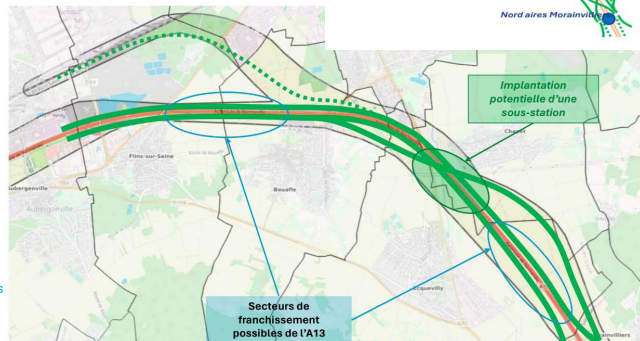 Nord aires Morainvilliers
Implantation
potentielle d'une
sous-station
Chapet
Flins-sur-Seine
Bouafle
Aubergenville
Aubergenville
Ecquevilly
Secteurs de
franchissement
possibles de l'A13